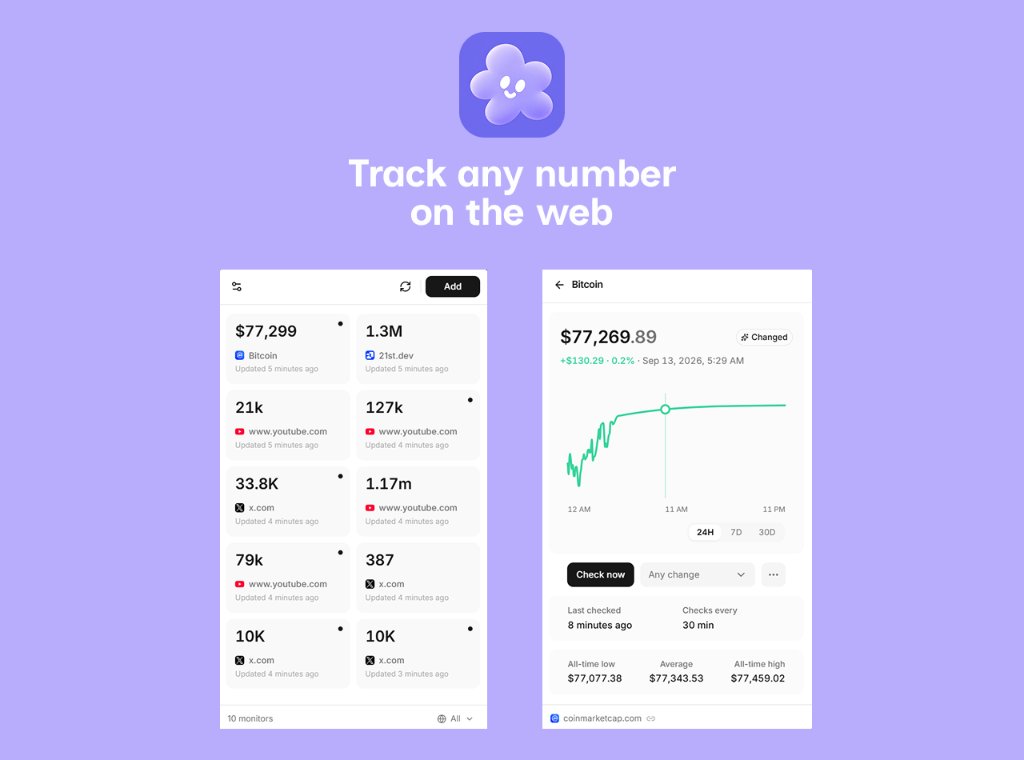 Track any number
on the web
Add
$77,299
Bitcoin
Updated 5 minutes ago
1.3M
21st.dev
Updated 5 minutes ago
21k
www.youtube.com
Updated 5 minutes ago
127k
www.youtube.com
Updated 4 minutes ago
33.8K
x.com
Updated 4 minutes ago
1.17m
www.youtube.com
Updated 4 minutes ago
79k
www.youtube.com
Updated 4 minutes ago
387
x.com
Updated 4 minutes ago
10K
x.com
Updated 4 minutes ago
10K
x.com
Updated 3 minutes ago
10 monitors
All
Bitcoin
$77,269.89
Changed
+$130.29 · 0.2% · Sep 13, 2026, 5:29 AM
12 AM 11 AM 11 PM
24H 7D 30D
Check now
Any change
Last checked Checks every
8 minutes ago 30 min
All-time low Average All-time high
$77,077.38 $77,343.53 $77,459.02
coinmarketcap.com